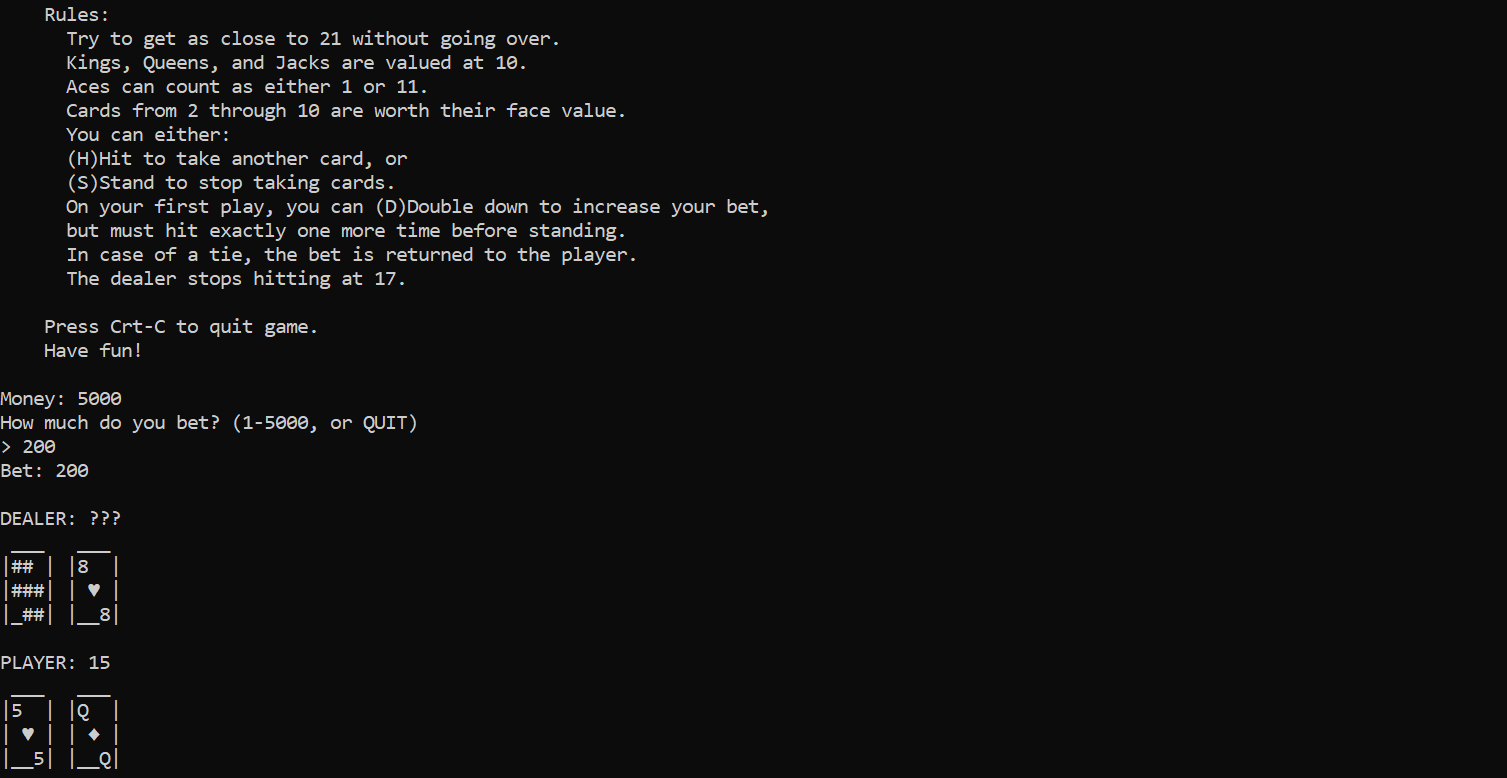 Rules:
Try to get as close to 21 without going over.
Kings, Queens, and Jacks are valued at 10.
Aces can count as either 1 or 11.
Cards from 2 through 10 are worth their face value.
You can either:
(H)Hit to take another card, or
(S)Stand to stop taking cards.
On your first play, you can (D)Double down to increase your bet,
but must hit exactly one more time before standing.
In case of a tie, the bet is returned to the player.
The dealer stops hitting at 17.
Press Crt-C to quit game.
Have fun!
Money: 5000
How much do you bet? (1-5000, or QUIT)
> 200
Bet: 200
DEALER: ???
 ___   ___
|## | |8  |
|###| | ♥ |
|_##| |__8|
PLAYER: 15
 ___   ___
|5  | |Q  |
| ♥ | | ♦ |
|__5| |__Q|